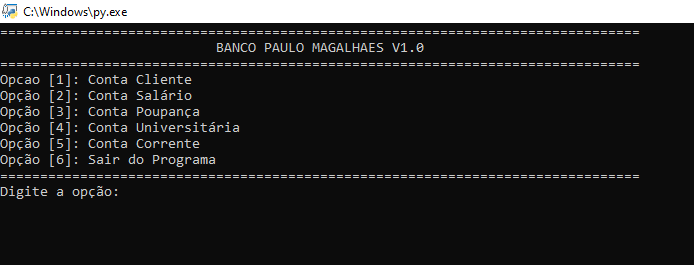 C:\Windows\py.exe
================================================================================
BANCO PAULO MAGALHAES V1.0
================================================================================
Opcao [1]: Conta Cliente
Opção [2]: Conta Salário
Opção [3]: Conta Poupança
Opção [4]: Conta Universitária
Opção [5]: Conta Corrente
Opção [6]: Sair do Programa
================================================================================
Digite a opção: